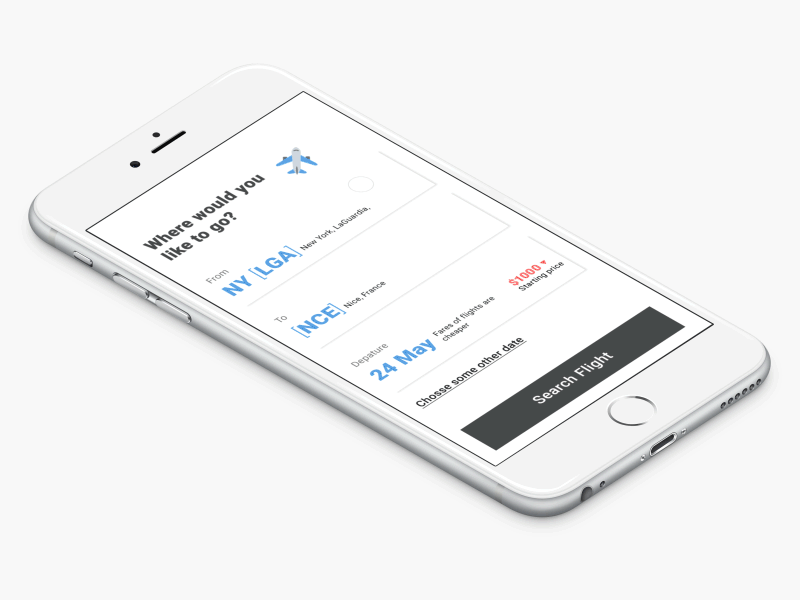 Where would you
like to go?
From
NY [LGA] New York, LaGuardia,
To
[NCE] Nice, France
Depature
24 May Fares of flights are
cheaper
$1000 ▼
Starting price
Chosse some other date
Search Flight